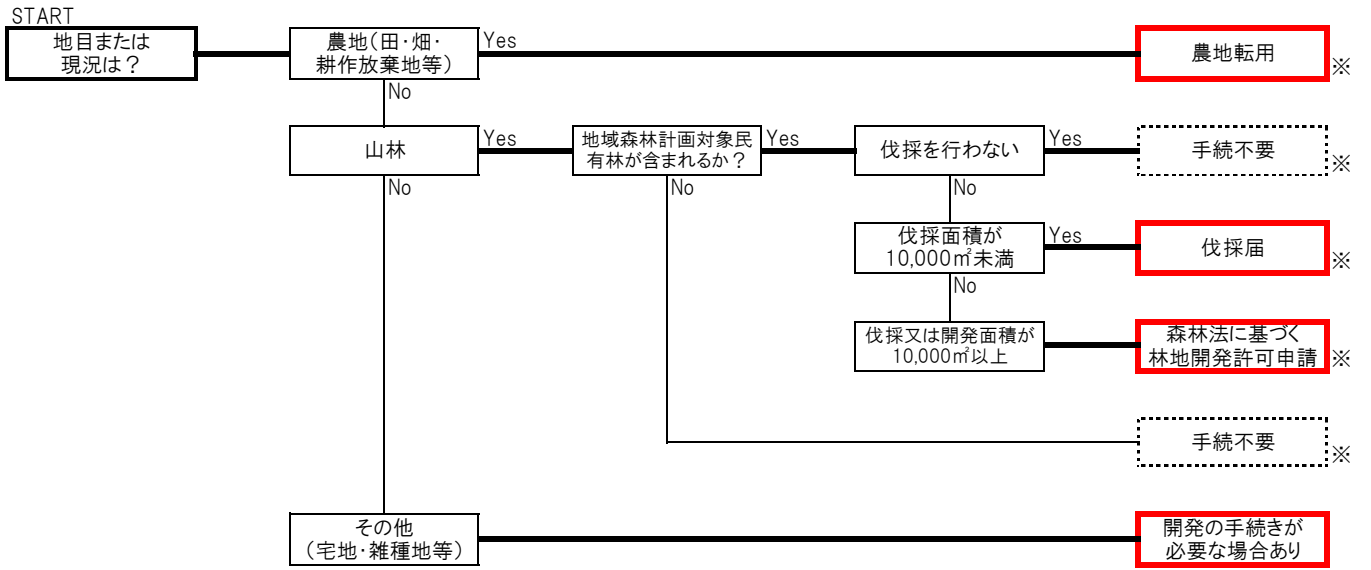 START
地目または
現況は？
農地（田・畑・
耕作放棄地等）
Yes
農地転用
※
No
山林
Yes
地域森林計画対象民
有林が含まれるか？
Yes
伐採を行わない
Yes
手続不要
※
No
No
No
伐採面積が
10,000㎡未満
Yes
伐採届
※
No
伐採又は開発面積が
10,000㎡以上
森林法に基づく
林地開発許可申請
※
手続不要
※
その他
（宅地・雑種地等）
開発の手続きが
必要な場合あり